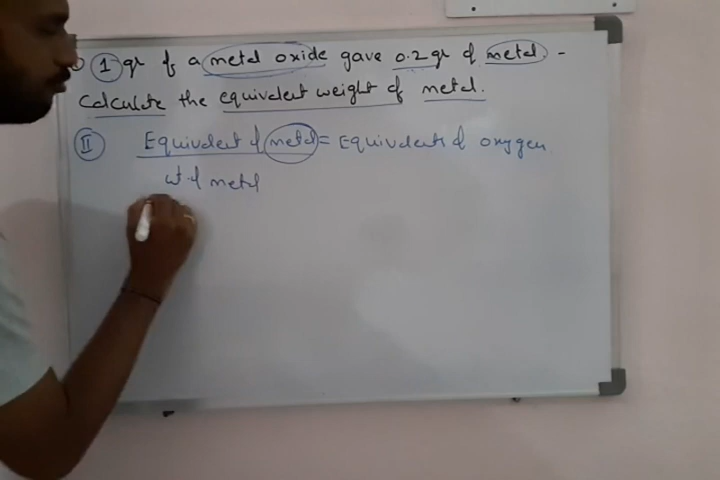 1 gr of a metal oxide gave 0.2 gr of metal -
Calculate the equivalent weight of metal.
II Equivalent of metal = Equivalents of oxygen
wt of metal